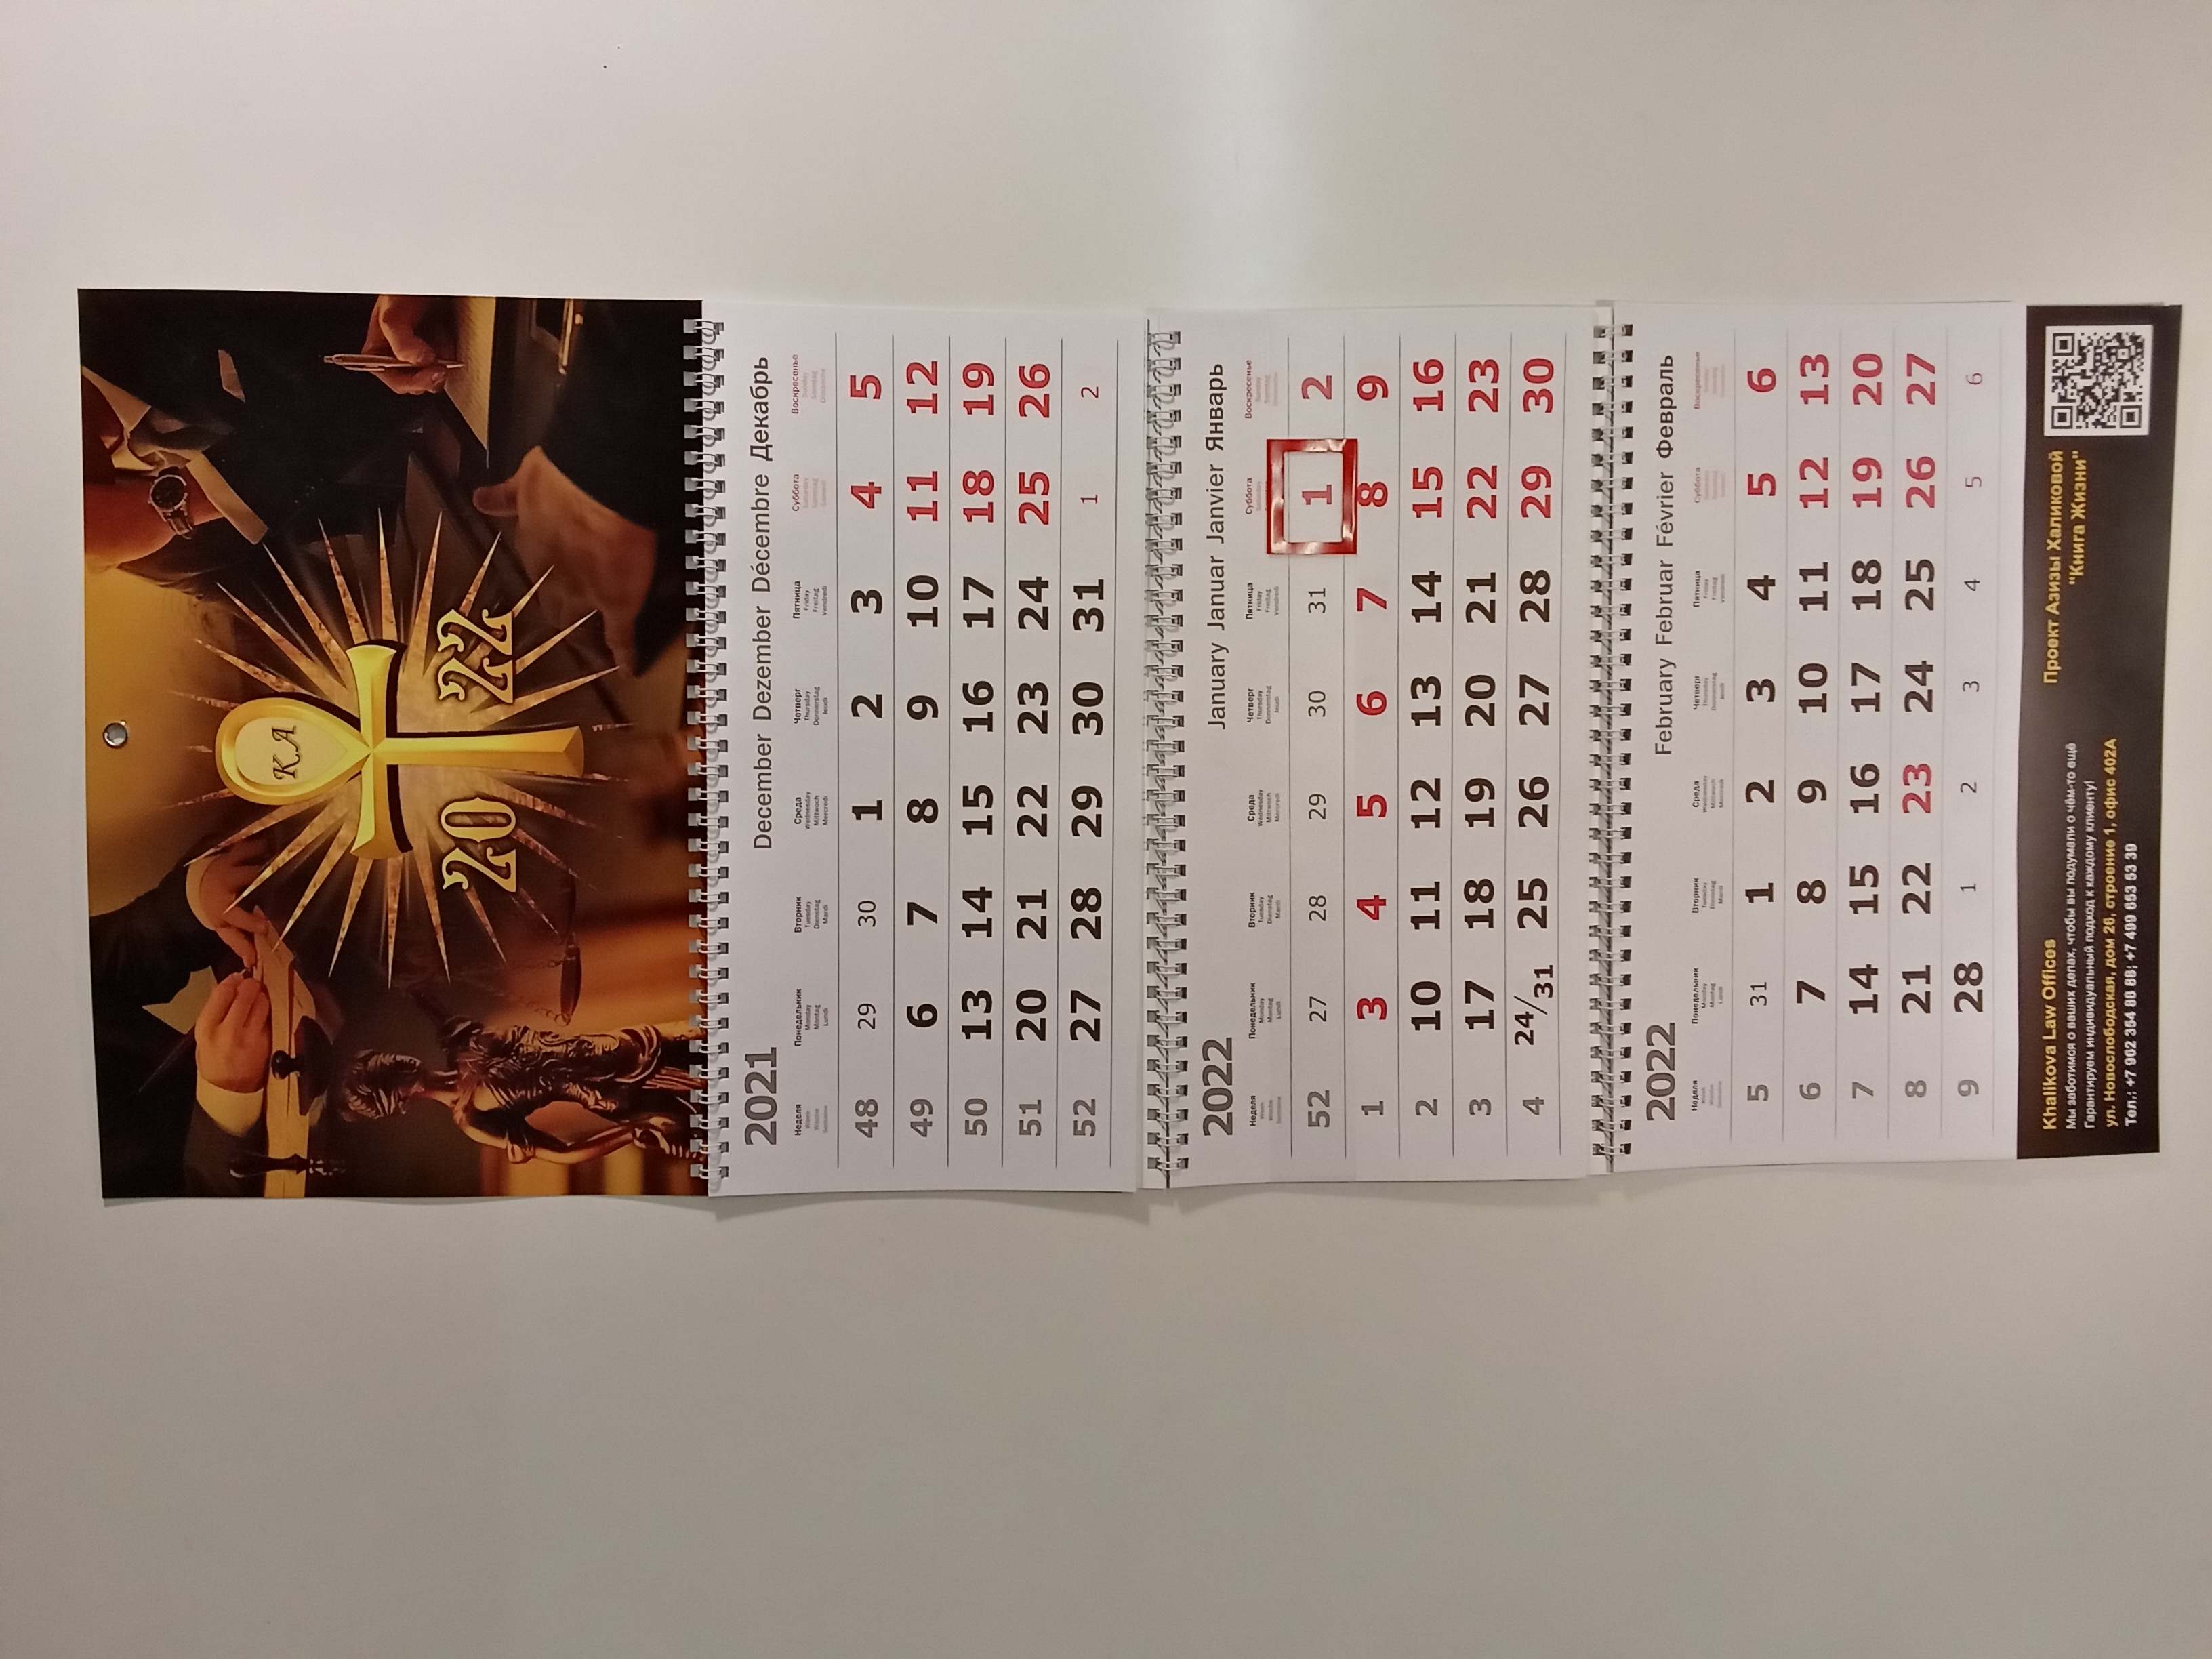 КА
20 22
2021 December Dezember Décembre Декабрь
Неделя Понедельник Вторник Среда Четверг Пятница Суббота Воскресенье
Week Monday Tuesday Wednesday Thursday Friday Saturday Sunday
Woche Montag Dienstag Mittwoch Donnerstag Freitag Sonntag
Semaine Lundi Mardi Mercredi Jeudi Vendredi Samedi Dimanche
48 29 30 1 2 3 4 5
49 6 7 8 9 10 11 12
50 13 14 15 16 17 18 19
51 20 21 22 23 24 25 26
52 27 28 29 30 31 1 2
2022 January Januar Janvier Январь
Неделя Понедельник Вторник Среда Четверг Пятница Суббота Воскресенье
Week Monday Tuesday Wednesday Thursday Friday Saturday Sunday
Woche Montag Dienstag Mittwoch Donnerstag Freitag Sonntag
Semaine Lundi Mardi Mercredi Jeudi Vendredi Dimanche
52 27 28 29 30 31 1 2
1 3 4 5 6 7 8 9
2 10 11 12 13 14 15 16
3 17 18 19 20 21 22 23
4 24/31 25 26 27 28 29 30
2022 February Februar Février Февраль
Неделя Понедельник Вторник Среда Четверг Пятница Суббота Воскресенье
Week Monday Tuesday Wednesday Thursday Friday Saturday Sunday
Woche Montag Dienstag Mittwoch Donnerstag Freitag Sonntag
Semaine Lundi Mardi Mercredi Jeudi Vendredi Samedi Dimanche
5 31 1 2 3 4 5 6
6 7 8 9 10 11 12 13
7 14 15 16 17 18 19 20
8 21 22 23 24 25 26 27
9 28 1 2 3 4 5 6
Khalikova Law Offices
Мы заботимся о ваших делах, чтобы вы подумали о чём-то ещё
Гарантируем индивидуальный подход к каждому клиенту!
ул. Новослободская, дом 26, строение 1, офис 402А
Тел.: +7 962 354 88 88; +7 499 653 53 39
Проект Азизы Халиковой
"Книга Жизни"